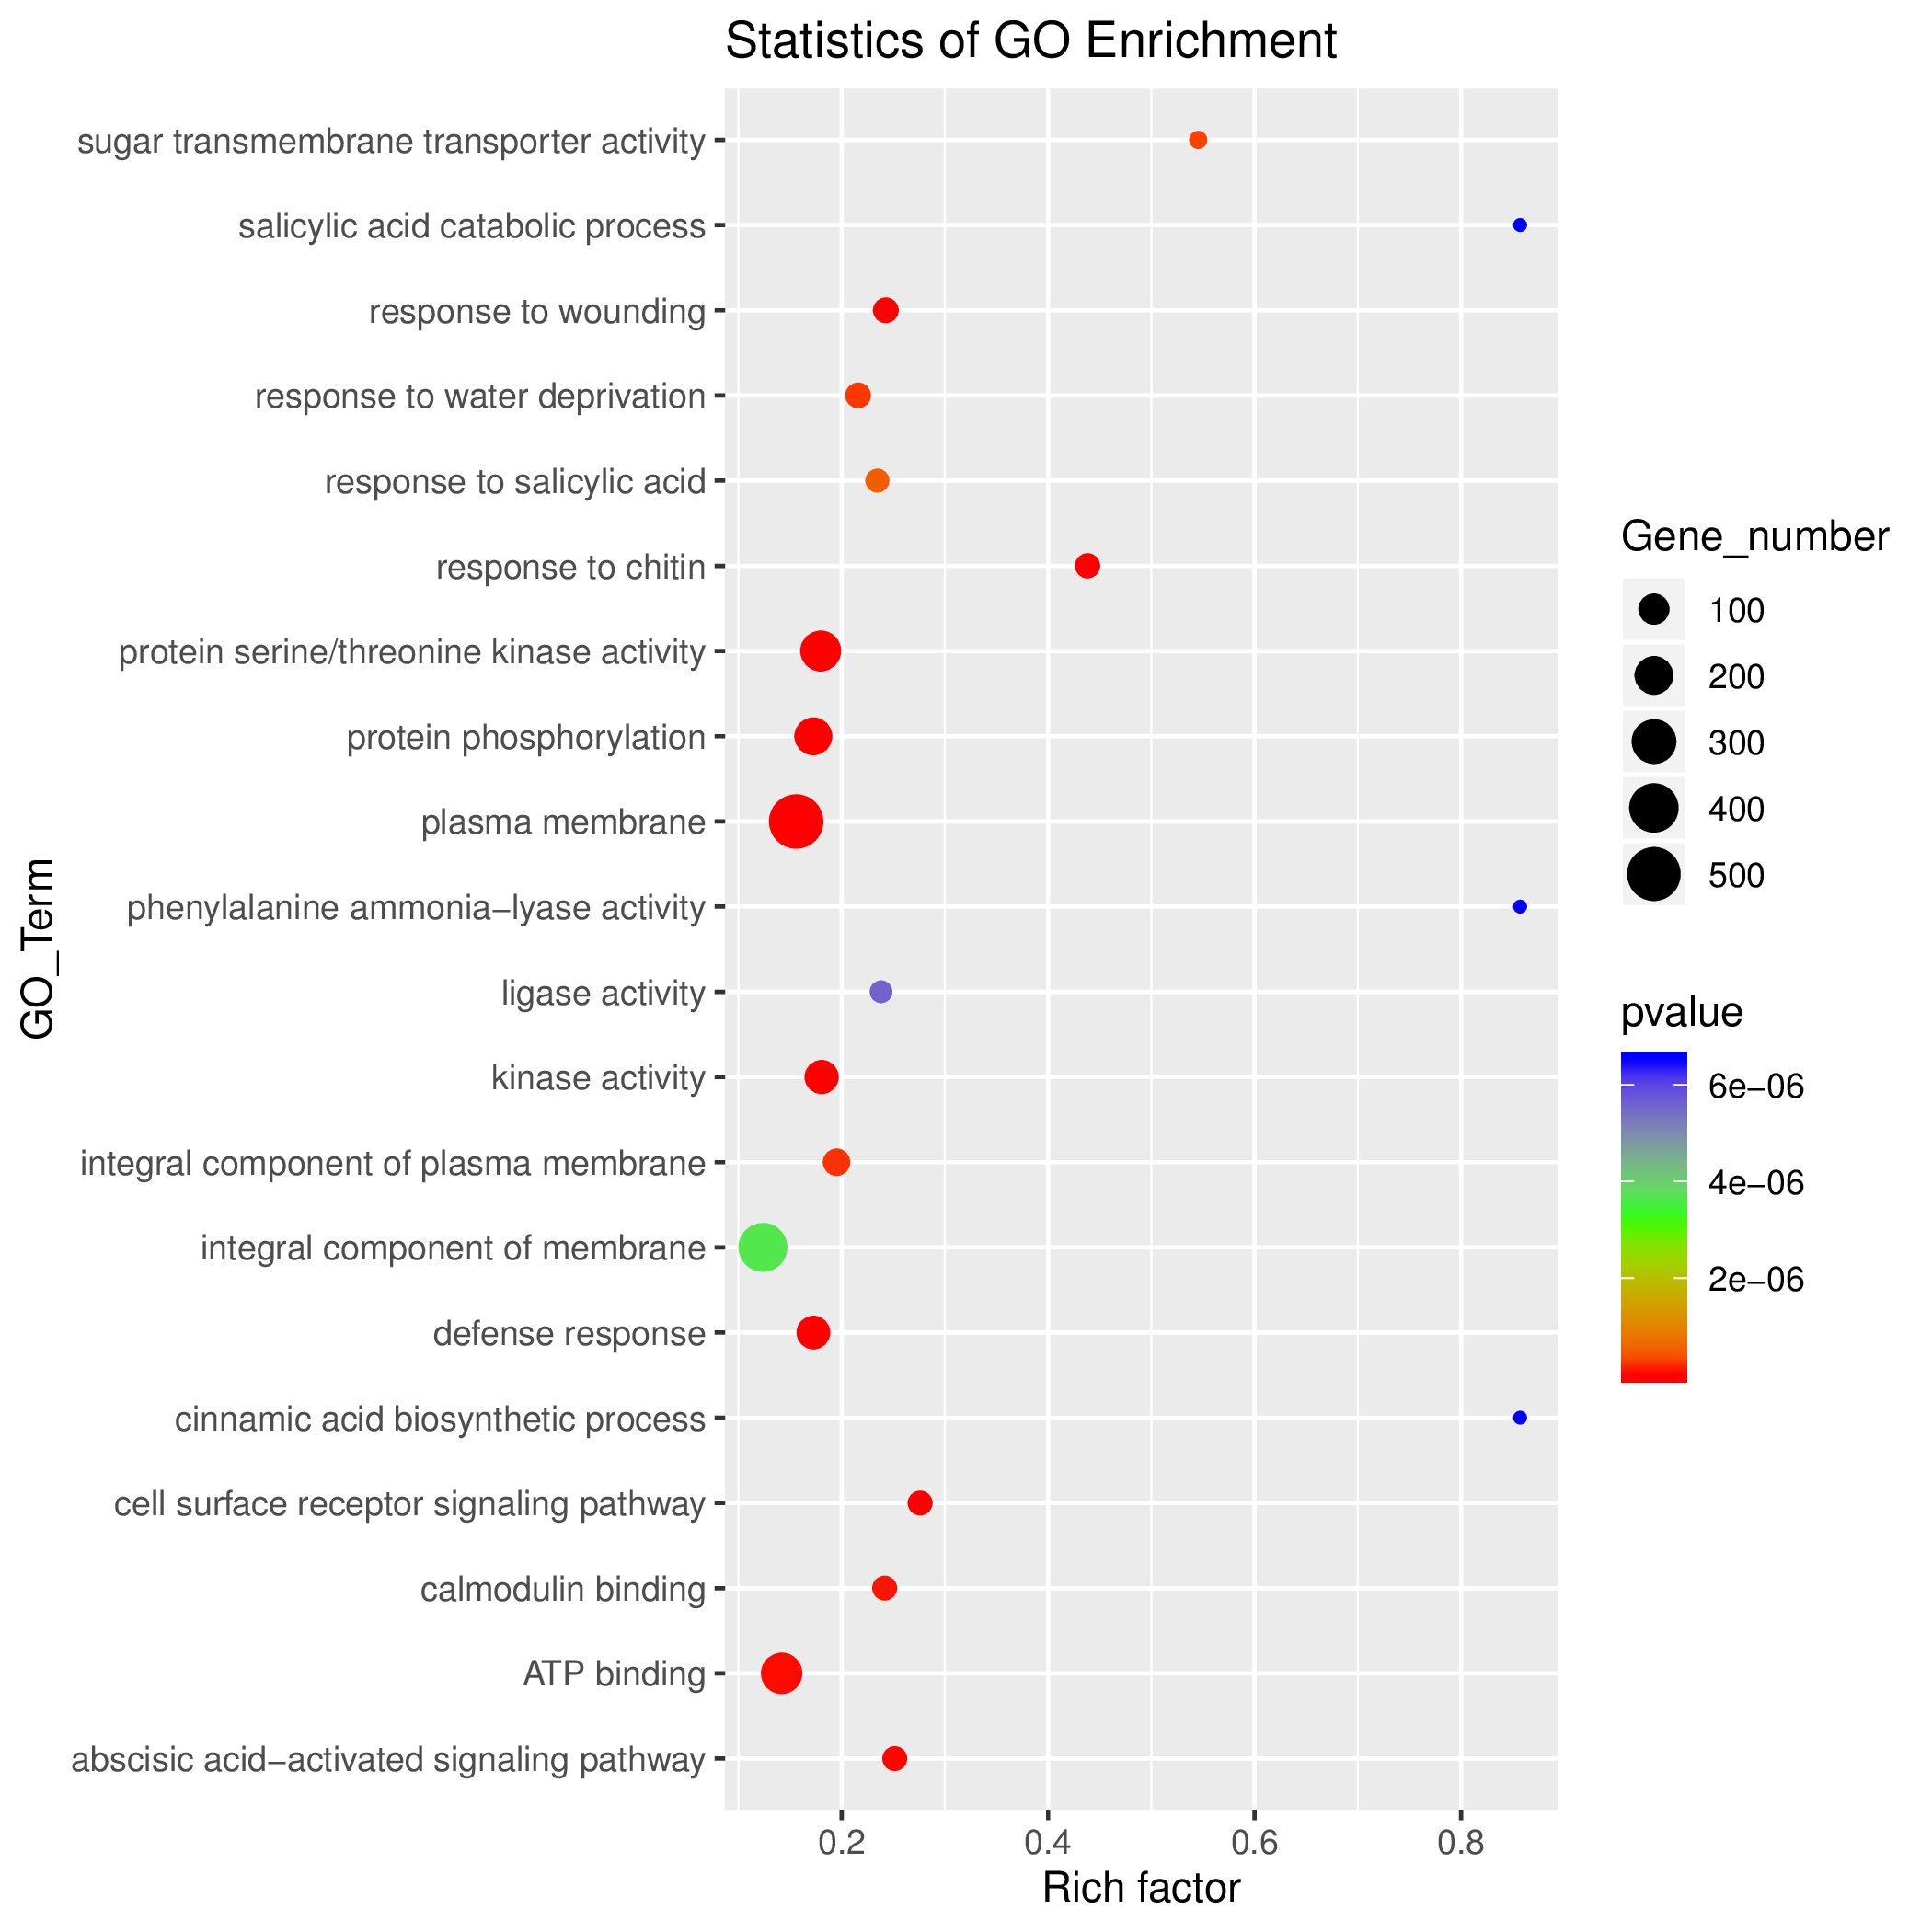 Statistics of GO Enrichment
sugar transmembrane transporter activity
salicylic acid catabolic process
response to wounding
response to water deprivation
response to salicylic acid
response to chitin
protein serine/threonine kinase activity
protein phosphorylation
plasma membrane
phenylalanine ammonia−lyase activity
ligase activity
kinase activity
integral component of plasma membrane
integral component of membrane
defense response
cinnamic acid biosynthetic process
cell surface receptor signaling pathway
calmodulin binding
ATP binding
abscisic acid−activated signaling pathway
GO_Term
0.2 0.4 0.6 0.8
Rich factor
Gene_number
100
200
300
400
500
pvalue
6e−06
4e−06
2e−06